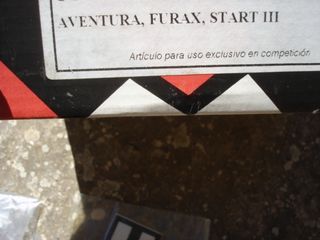 AVENTURA, FURAX, START III
Artículo para uso exclusivo en competición